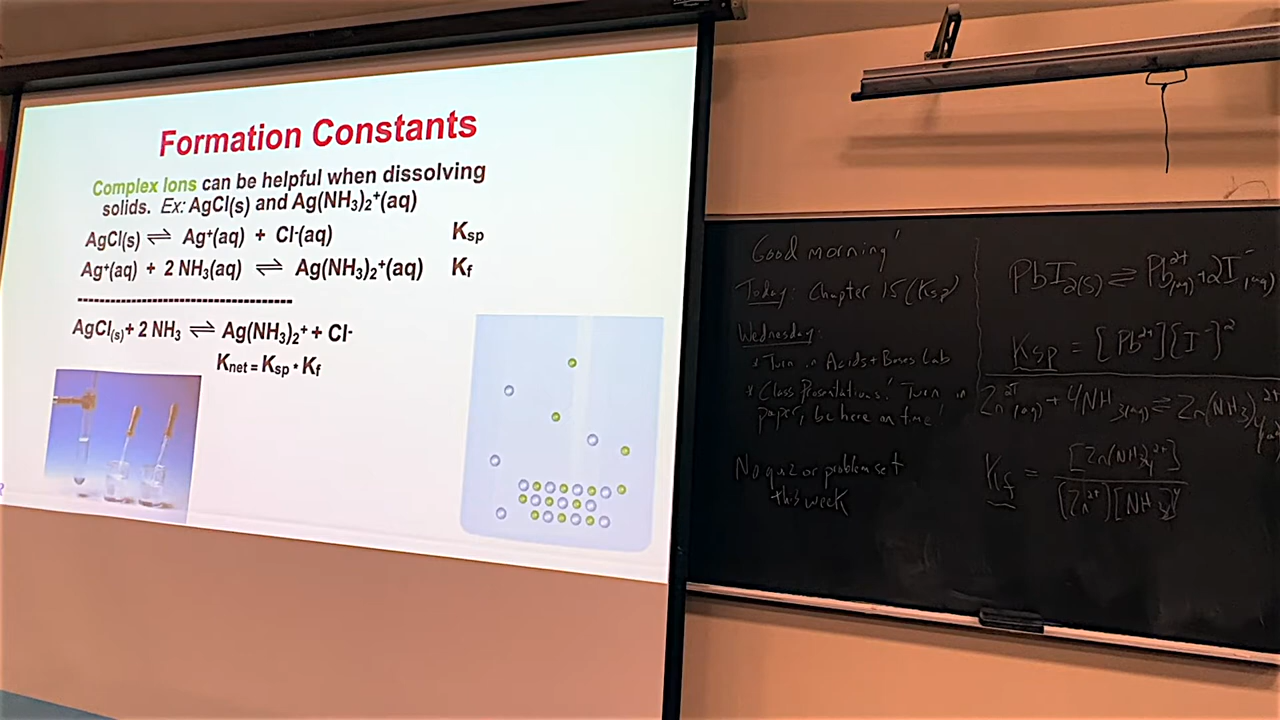 Formation Constants
Complex Ions can be helpful when dissolving
solids. Ex: AgCl(s) and Ag(NH₃)₂⁺(aq)
AgCl(s) ⇌ Ag⁺(aq) + Cl⁻(aq) Ksp
Ag⁺(aq) + 2 NH₃(aq) ⇌ Ag(NH₃)₂⁺(aq) Kf
AgCl(s) + 2 NH₃ ⇌ Ag(NH₃)₂⁺ + Cl⁻
Knet = Ksp • Kf
Good morning!
Today: Chapter 15 (Ksp)
Wednesday:
* Turn in Acids + Bases Lab
* Class Presentations! Turn in
paper, be here on time!
No quiz or problem set
this week
PbI₂(s) ⇌ Pb²⁺(aq) + 2I⁻(aq)
Ksp = [Pb²⁺][I⁻]²
Zn²⁺(aq) + 4NH₃(aq) ⇌ Zn(NH₃)₄²⁺(aq)
Kf = [Zn(NH₃)₄²⁺]
[Zn²⁺][NH₃]⁴